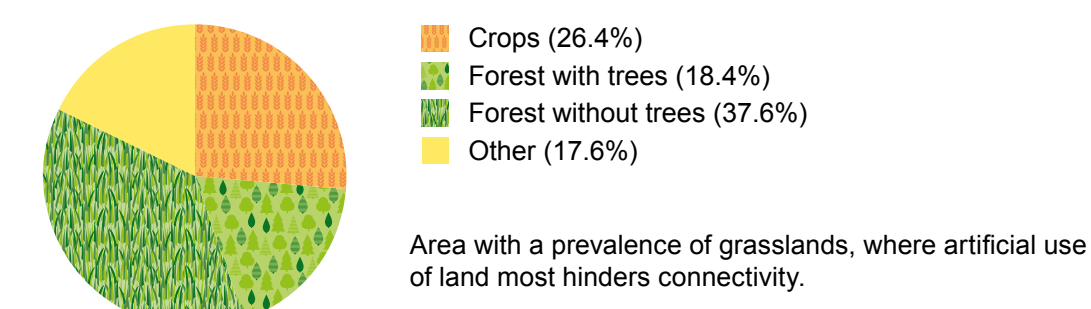 Crops (26.4%)
Forest with trees (18.4%)
Forest without trees (37.6%)
Other (17.6%)
Area with a prevalence of grasslands, where artificial use
of land most hinders connectivity.